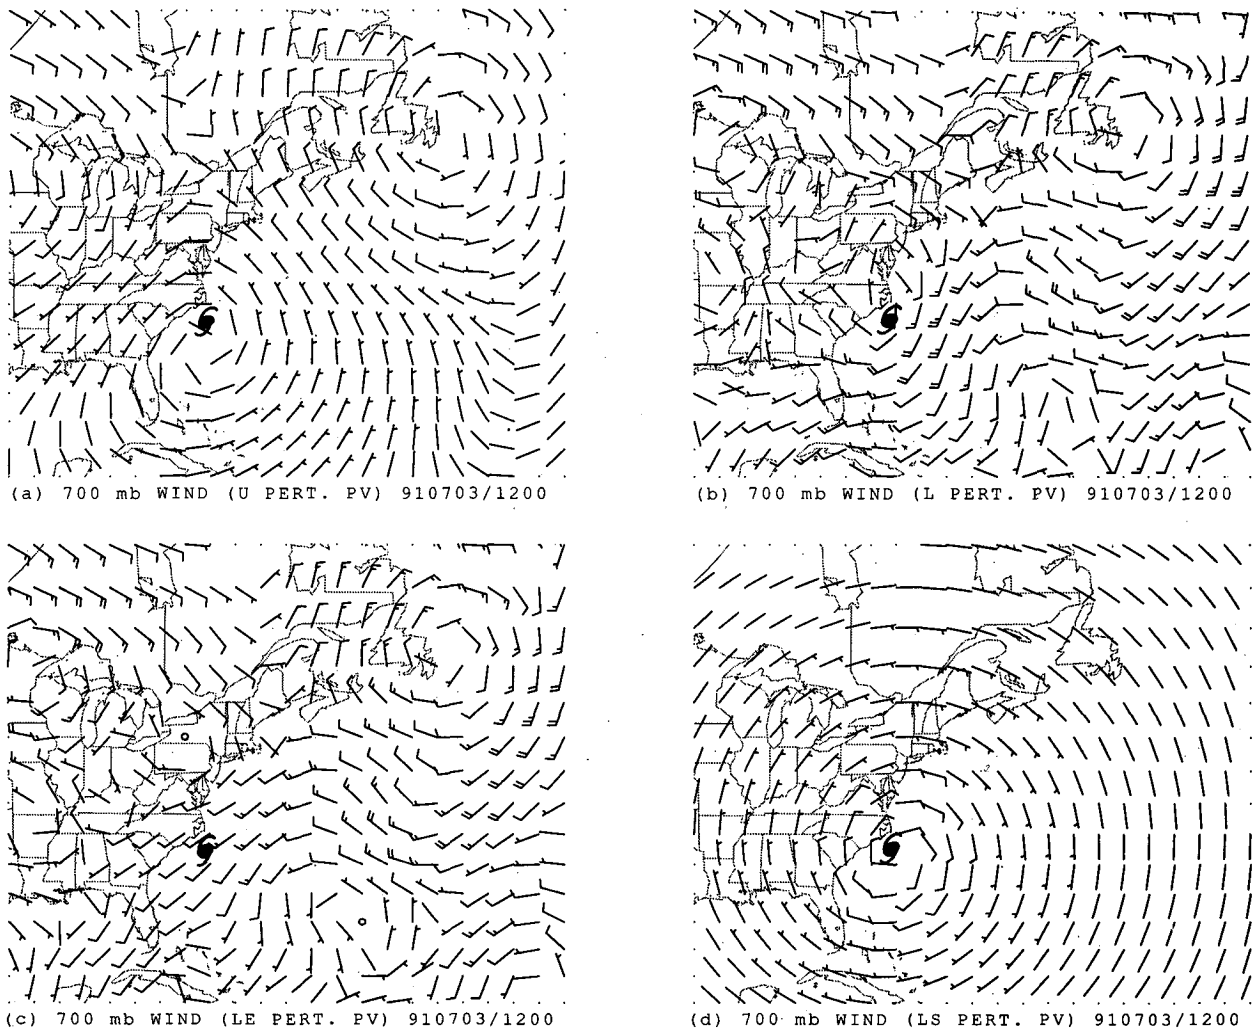 (a) 700 mb WIND (U PERT. PV) 910703/1200
(b) 700 mb WIND (L PERT. PV) 910703/1200
(c) 700 mb WIND (LE PERT. PV) 910703/1200
(d) 700 mb WIND (LS PERT. PV) 910703/1200